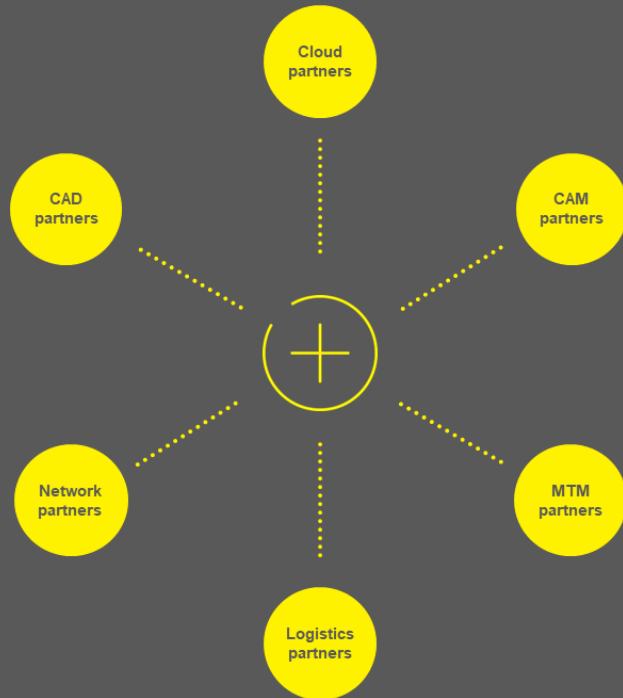 Cloud
partners
CAD
partners
CAM
partners
Network
partners
MTM
partners
Logistics
partners